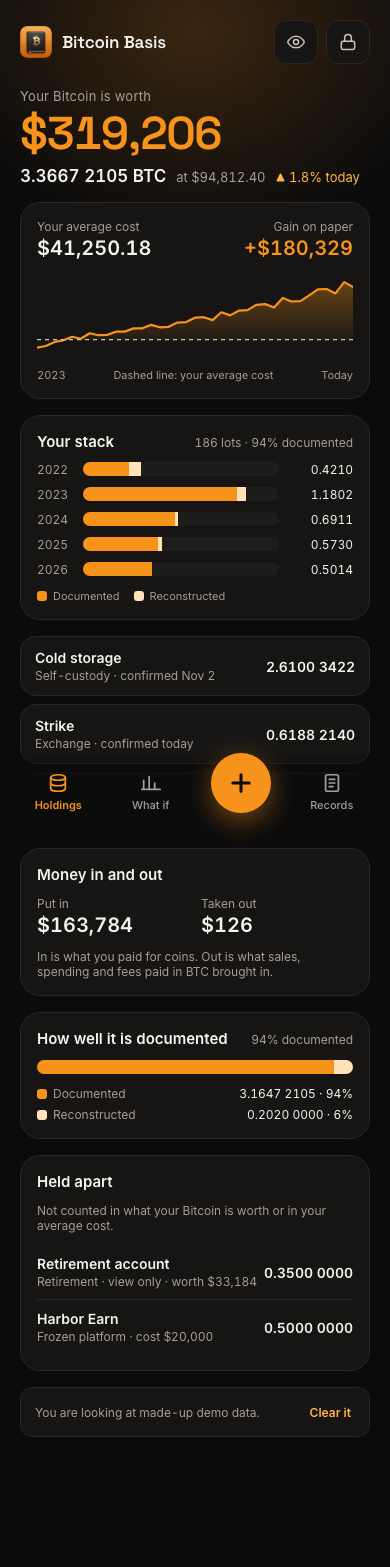 Bitcoin Basis
Your Bitcoin is worth
$319,206
3.3667 2105 BTC at $94,812.40 ▲ 1.8% today
Your average cost Gain on paper
$41,250.18 +$180,329
2023 Dashed line: your average cost Today
Your stack 186 lots · 94% documented
2022 0.4210
2023 1.1802
2024 0.6911
2025 0.5730
2026 0.5014
Documented Reconstructed
Cold storage
Self-custody · confirmed Nov 2 2.6100 3422
Strike
Exchange · confirmed today 0.6188 2140
Holdings What if + Records
Money in and out
Put in Taken out
$163,784 $126
In is what you paid for coins. Out is what sales,
spending and fees paid in BTC brought in.
How well it is documented 94% documented
Documented 3.1647 2105 · 94%
Reconstructed 0.2020 0000 · 6%
Held apart
Not counted in what your Bitcoin is worth or in your
average cost.
Retirement account
Retirement · view only · worth $33,184 0.3500 0000
Harbor Earn
Frozen platform · cost $20,000 0.5000 0000
You are looking at made-up demo data. Clear it